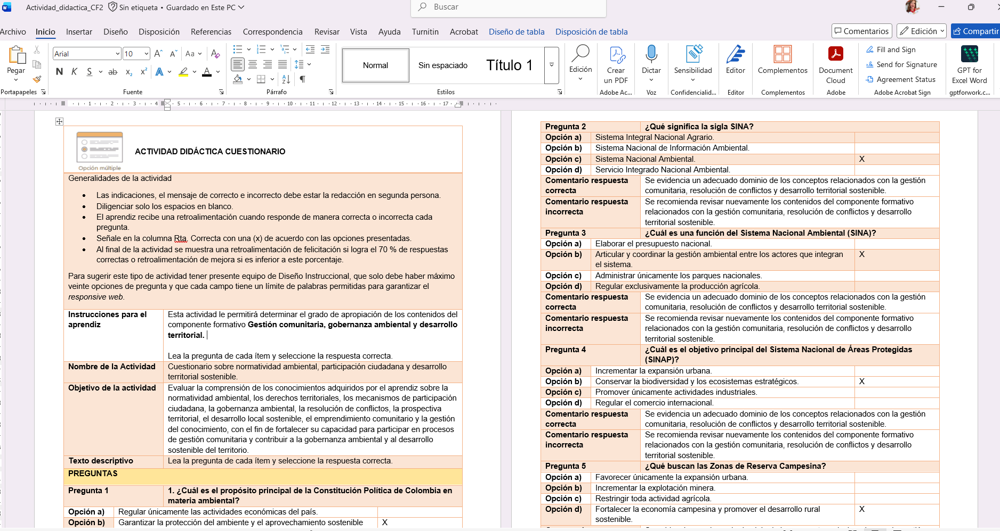 Actividad_didactica_CF2
Sin etiqueta • Guardado en Este PC
Buscar
Archivo
Inicio
Insertar
Diseño
Disposición
Referencias
Correspondencia
Revisar
Vista
Ayuda
Turnitin
Acrobat
Diseño de tabla
Disposición de tabla
Comentarios
Edición
Compartir
Pegar
Portapapeles
Arial
10
Aa
N K S ab x₂ x² A A
Fuente
Párrafo
Normal
Sin espaciado
Título 1
Estilos
Edición
Crear
un PDF
Adobe Ac...
Dictar
Voz
Sensibilidad
Confidencialid...
Editor
Editor
Complementos
Complementos
Document
Cloud
Adobe
Fill and Sign
Send for Signature
Agreement Status
Adobe Acrobat Sign
GPT for
Excel Word
gptforwork.c...
1 2 3 4 5 6 7 8 9 10 11 12 13 14 15 16 17
Opción múltiple
ACTIVIDAD DIDÁCTICA CUESTIONARIO
Generalidades de la actividad
• Las indicaciones, el mensaje de correcto e incorrecto debe estar la redacción en segunda persona.
• Diligenciar solo los espacios en blanco.
• El aprendiz recibe una retroalimentación cuando responde de manera correcta o incorrecta cada
pregunta.
• Señale en la columna Rta. Correcta con una (x) de acuerdo con las opciones presentadas.
• Al final de la actividad se muestra una retroalimentación de felicitación si logra el 70 % de respuestas
correctas o retroalimentación de mejora si es inferior a este porcentaje.
Para sugerir este tipo de actividad tener presente equipo de Diseño Instruccional, que solo debe haber máximo
veinte opciones de pregunta y que cada campo tiene un límite de palabras permitidas para garantizar el
responsive web.
Instrucciones para el
aprendiz
Esta actividad le permitirá determinar el grado de apropiación de los contenidos del
componente formativo Gestión comunitaria, gobernanza ambiental y desarrollo
territorial.
Lea la pregunta de cada ítem y seleccione la respuesta correcta.
Nombre de la Actividad
Cuestionario sobre normatividad ambiental, participación ciudadana y desarrollo
territorial sostenible.
Objetivo de la actividad
Evaluar la comprensión de los conocimientos adquiridos por el aprendiz sobre la
normatividad ambiental, los derechos territoriales, los mecanismos de participación
ciudadana, la gobernanza ambiental, la resolución de conflictos, la prospectiva
territorial, el desarrollo local sostenible, el emprendimiento comunitario y la gestión
del conocimiento, con el fin de fortalecer su capacidad para participar en procesos
de gestión comunitaria y contribuir a la gobernanza ambiental y al desarrollo
sostenible del territorio.
Texto descriptivo
Lea la pregunta de cada ítem y seleccione la respuesta correcta.
PREGUNTAS
Pregunta 1
1. ¿Cuál es el propósito principal de la Constitución Política de Colombia en
materia ambiental?
Opción a) Regular únicamente las actividades económicas del país.
Opción b) Garantizar la protección del ambiente y el aprovechamiento sostenible X
Pregunta 2 ¿Qué significa la sigla SINA?
Opción a) Sistema Integral Nacional Agrario.
Opción b) Sistema Nacional de Información Ambiental.
Opción c) Sistema Nacional Ambiental. X
Opción d) Servicio Integrado Nacional Ambiental.
Comentario respuesta
correcta
Se evidencia un adecuado dominio de los conceptos relacionados con la gestión
comunitaria, resolución de conflictos y desarrollo territorial sostenible.
Comentario respuesta
incorrecta
Se recomienda revisar nuevamente los contenidos del componente formativo
relacionados con la gestión comunitaria, resolución de conflictos y desarrollo
territorial sostenible.
Pregunta 3 ¿Cuál es una función del Sistema Nacional Ambiental (SINA)?
Opción a) Elaborar el presupuesto nacional.
Opción b) Articular y coordinar la gestión ambiental entre los actores que integran X
el sistema.
Opción c) Administrar únicamente los parques nacionales.
Opción d) Regular exclusivamente la producción agrícola.
Comentario respuesta
correcta
Se evidencia un adecuado dominio de los conceptos relacionados con la gestión
comunitaria, resolución de conflictos y desarrollo territorial sostenible.
Comentario respuesta
incorrecta
Se recomienda revisar nuevamente los contenidos del componente formativo
relacionados con la gestión comunitaria, resolución de conflictos y desarrollo
territorial sostenible.
Pregunta 4
¿Cuál es el objetivo principal del Sistema Nacional de Áreas Protegidas
(SINAP)?
Opción a) Incrementar la expansión urbana.
Opción b) Conservar la biodiversidad y los ecosistemas estratégicos. X
Opción c) Promover únicamente actividades industriales.
Opción d) Regular el comercio internacional.
Comentario respuesta
correcta
Se evidencia un adecuado dominio de los conceptos relacionados con la gestión
comunitaria, resolución de conflictos y desarrollo territorial sostenible.
Comentario respuesta
incorrecta
Se recomienda revisar nuevamente los contenidos del componente formativo
relacionados con la gestión comunitaria, resolución de conflictos y desarrollo
territorial sostenible.
Pregunta 5 ¿Qué buscan las Zonas de Reserva Campesina?
Opción a) Favorecer únicamente la expansión urbana.
Opción b) Incrementar la explotación minera.
Opción c) Restringir toda actividad agrícola.
Opción d) Fortalecer la economía campesina y promover el desarrollo rural X
sostenible.